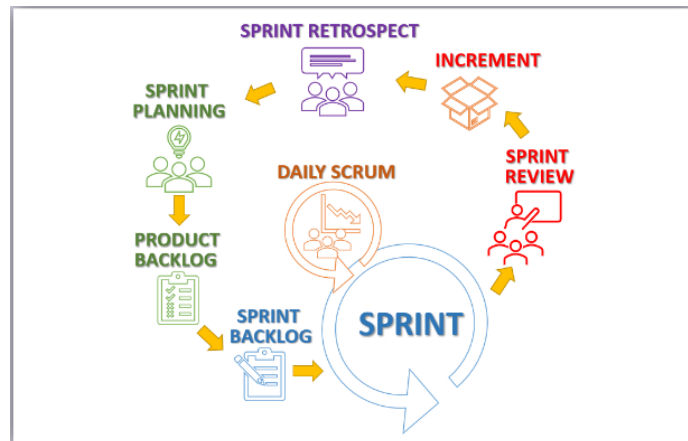 SPRINT RETROSPECT
INCREMENT
SPRINT
PLANNING
SPRINT
REVIEW
DAILY SCRUM
PRODUCT
BACKLOG
SPRINT
BACKLOG
SPRINT